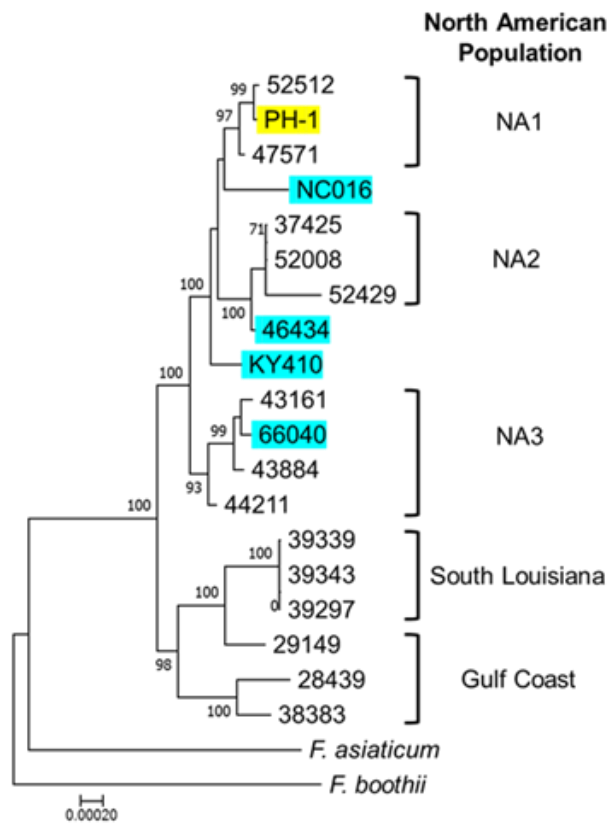 North American
Population
99
52512
97
PH-1
NA1
47571
NC016
71
37425
52008
NA2
100
52429
100
46434
KY410
100
43161
99
66040
NA3
43884
93
44211
100
39339
100
39343
South Louisiana
100
0
39297
29149
98
28439
Gulf Coast
100
38383
F. asiaticum
F. boothii
0.00020